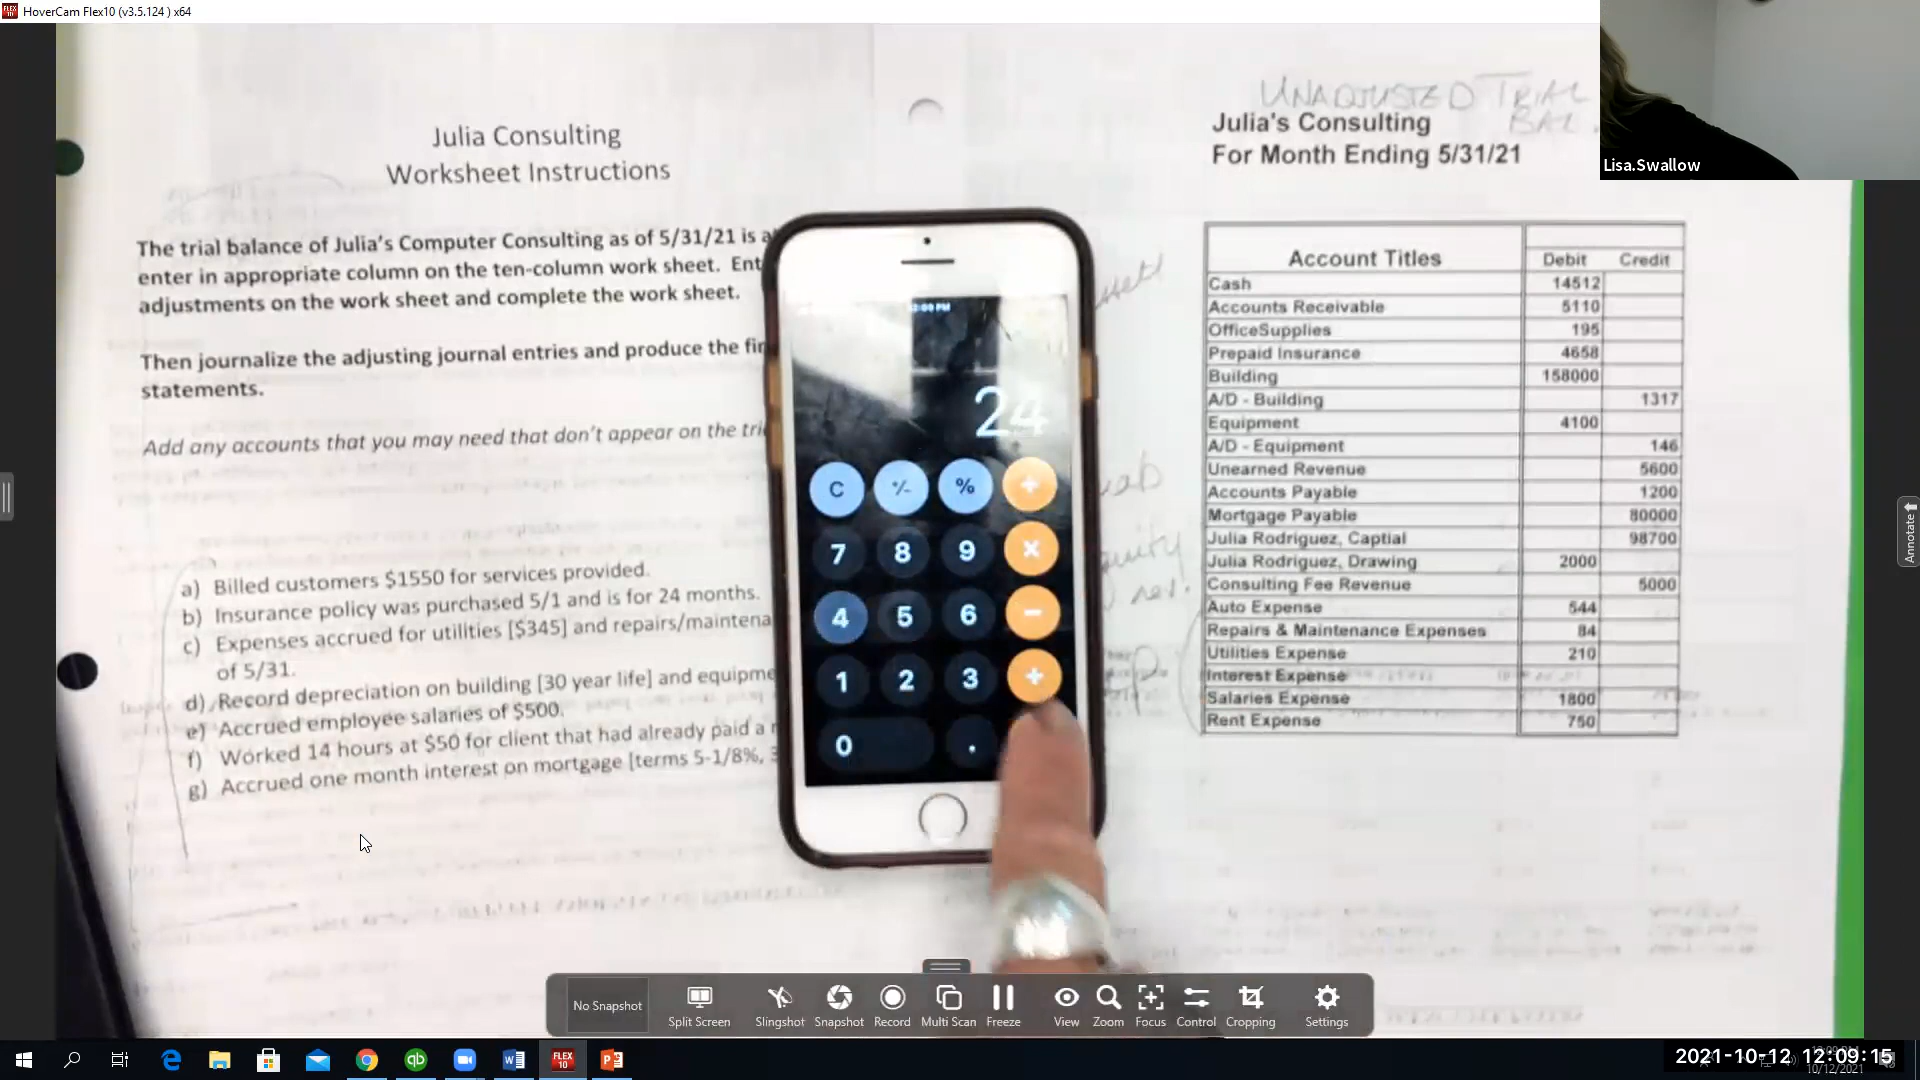 HoverCam Flex10 (v3.5.124 ) x64
Julia Consulting
Worksheet Instructions
The trial balance of Julia's Computer Consulting as of 5/31/21 is
enter in appropriate column on the ten-column work sheet.
adjustments on the work sheet and complete the work sheet.
Then journalize the adjusting journal entries and produce the
statements.
Add any accounts that you may need that don't appear on the
a) Billed customers $1550 for services provided.
b) Insurance policy was purchased 5/1 and is for 24 months.
c) Expenses accrued for utilities [$345] and
of 5/31.
d) Record depreciation on building [30 year life] and
e) Accrued employee salaries of $500.
f) Worked 14 hours at $50 for client that had already paid a
g) Accrued one month interest on mortgage [terms 5-1/8%,
24
C % 
7 8 9 ×
4 5 6 −
1 2 3 +
0 .
UNADJUSTED TRIAL
BAL.
Julia's Consulting
For Month Ending 5/31/21
Account Titles Debit Credit
Cash 14512
Accounts Receivable 5110
OfficeSupplies 195
Prepaid Insurance 4658
Building 158000
A/D - Building 1317
Equipment 4100
A/D - Equipment 146
Unearned Revenue 5600
Accounts Payable 1200
Mortgage Payable 80000
Julia Rodriguez, Captial 98700
Julia Rodriguez, Drawing 2000
Consulting Fee Revenue 5000
Auto Expense 544
Repairs & Maintenance Expenses 84
Utilities Expense 210
Interest Expense
Salaries Expense 1800
Rent Expense 750
Lisa.Swallow
Annotate
No Snapshot
Split Screen Slingshot Snapshot Record Multi Scan Freeze View Zoom Focus Control Cropping Settings
FLEX 10
2021-10-12 12:09:15
10/12/2021